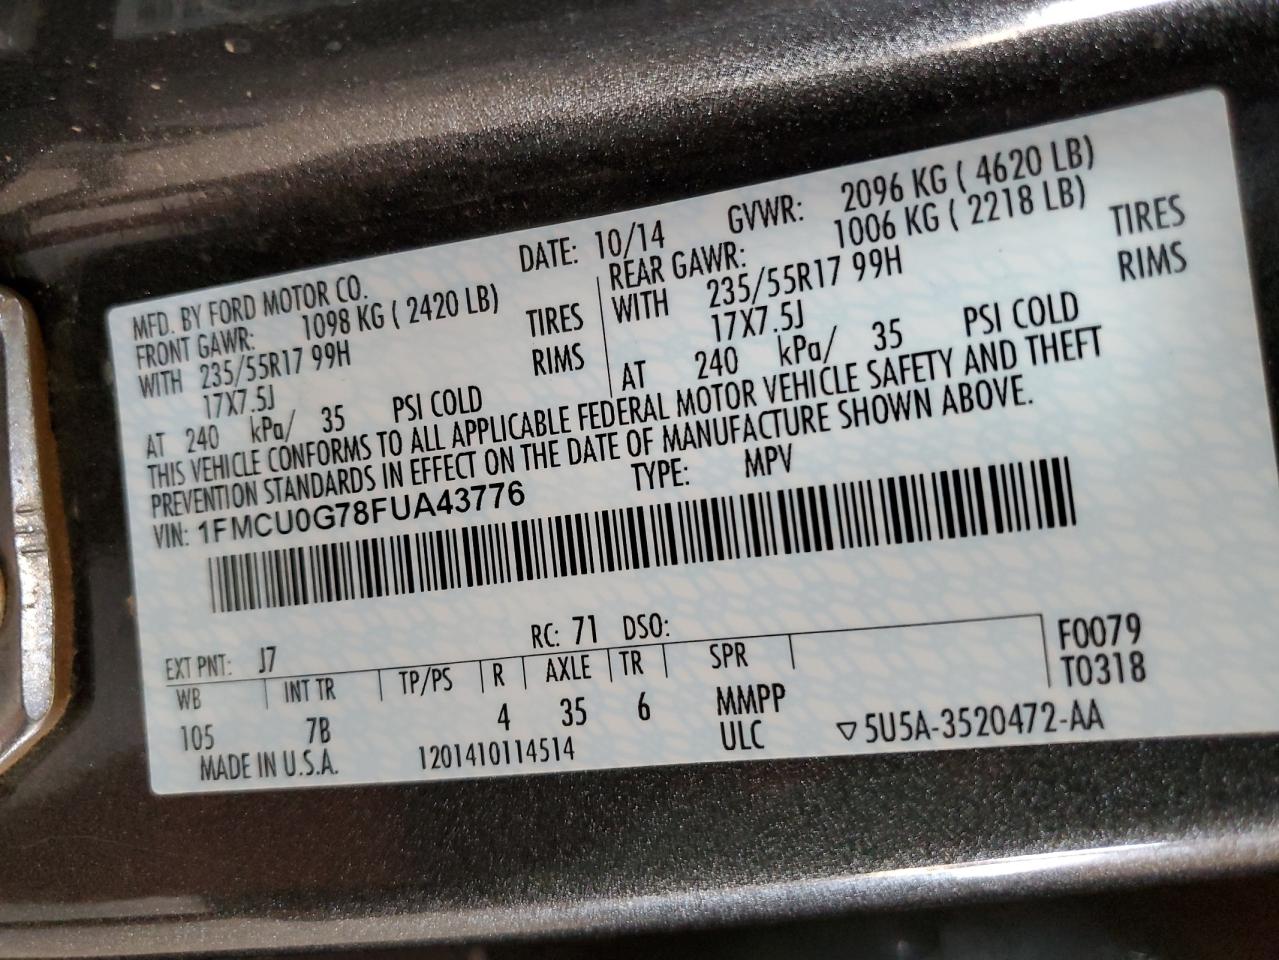 MFD. BY FORD MOTOR CO. DATE: 10/14 GVWR: 2096 KG ( 4620 LB)
FRONT GAWR: 1098 KG ( 2420 LB) REAR GAWR: 1006 KG ( 2218 LB)
WITH 235/55R17 99H TIRES WITH 235/55R17 99H TIRES
17X7.5J RIMS 17X7.5J RIMS
AT 240 kPa/ 35 PSI COLD AT 240 kPa/ 35 PSI COLD
THIS VEHICLE CONFORMS TO ALL APPLICABLE FEDERAL MOTOR VEHICLE SAFETY AND THEFT
PREVENTION STANDARDS IN EFFECT ON THE DATE OF MANUFACTURE SHOWN ABOVE.
VIN: 1FMCU0G78FUA43776 TYPE: MPV
EXT PNT: J7 RC: 71 DSO: F0079
WB INT TR TP/PS R AXLE TR SPR T0318
105 7B 4 35 6 MMPP
MADE IN U.S.A. 1201410114514 ULC ▽5U5A-3520472-AA